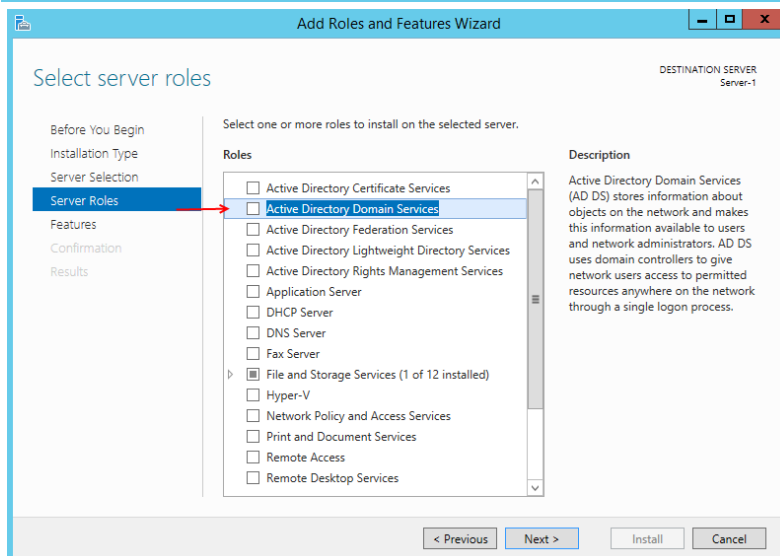 Add Roles and Features Wizard
Select server roles
DESTINATION SERVER
Server-1
Before You Begin
Installation Type
Server Selection
Server Roles
Features
Confirmation
Results
Select one or more roles to install on the selected server.
Roles
Active Directory Certificate Services
Active Directory Domain Services
Active Directory Federation Services
Active Directory Lightweight Directory Services
Active Directory Rights Management Services
Application Server
DHCP Server
DNS Server
Fax Server
File and Storage Services (1 of 12 installed)
Hyper-V
Network Policy and Access Services
Print and Document Services
Remote Access
Remote Desktop Services
Description
Active Directory Domain Services
(AD DS) stores information about
objects on the network and makes
this information available to users
and network administrators. AD DS
uses domain controllers to give
network users access to permitted
resources anywhere on the network
through a single logon process.
< Previous
Next >
Install
Cancel